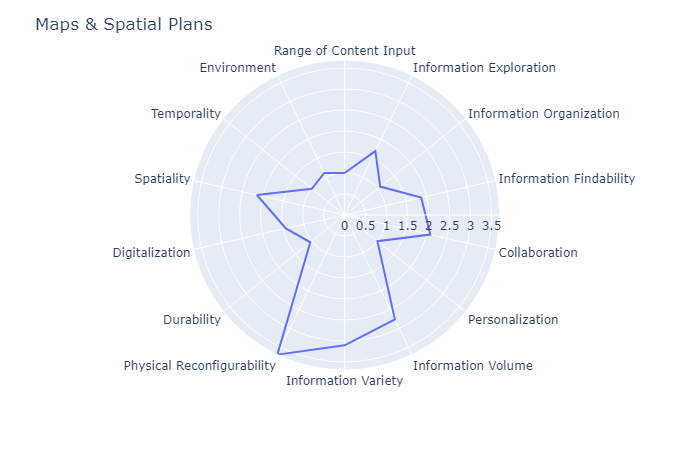 Maps & Spatial Plans
Range of Content Input
Environment
Information Exploration
Temporality
Information Organization
Spatiality
Information Findability
0 0.5 1 1.5 2 2.5 3 3.5
Digitalization
Collaboration
Durability
Personalization
Physical Reconfigurability
Information Volume
Information Variety